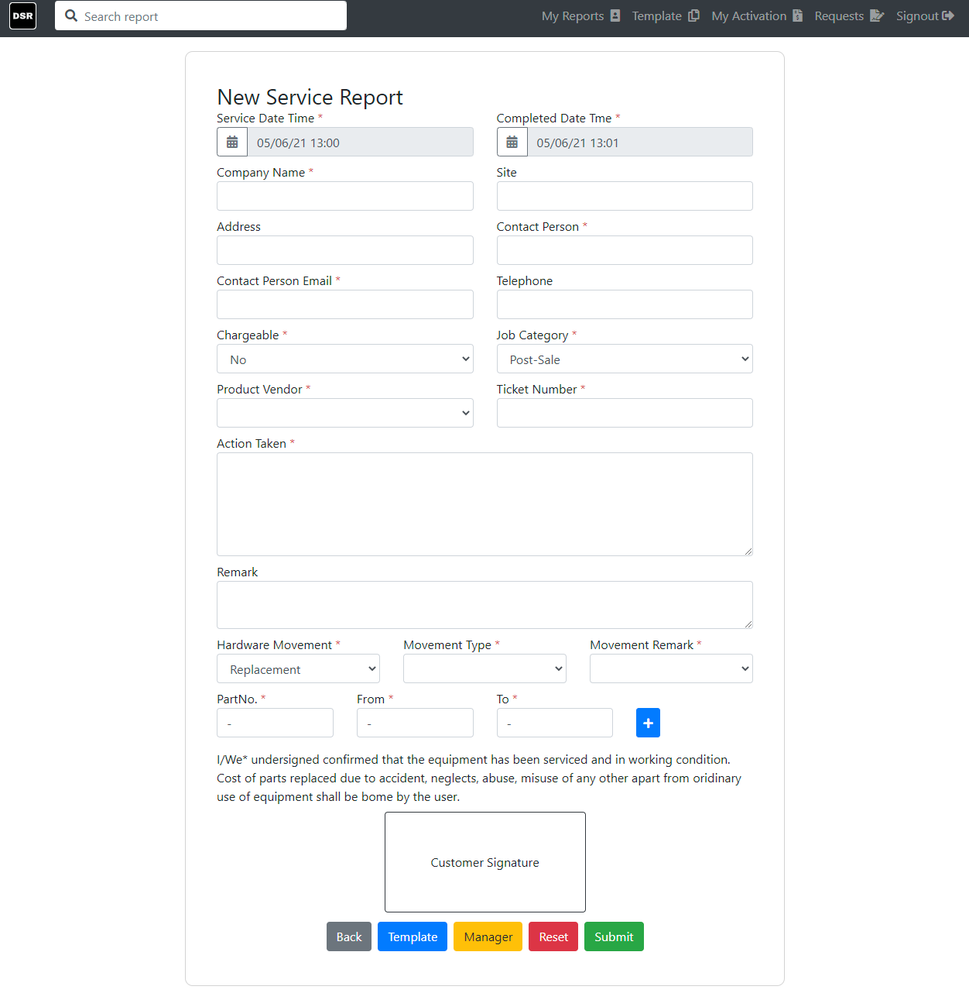 DSR Search report My Reports Template My Activation Requests Signout
New Service Report
Service Date Time * Completed Date Tme *
05/06/21 13:00 05/06/21 13:01
Company Name * Site
Address Contact Person *
Contact Person Email * Telephone
Chargeable * Job Category *
No Post-Sale
Product Vendor * Ticket Number *
Action Taken *
Remark
Hardware Movement * Movement Type * Movement Remark *
Replacement
PartNo. * From * To *
- - - +
I/We* undersigned confirmed that the equipment has been serviced and in working condition.
Cost of parts replaced due to accident, neglects, abuse, misuse of any other apart from oridinary
use of equipment shall be bome by the user.
Customer Signature
Back Template Manager Reset Submit